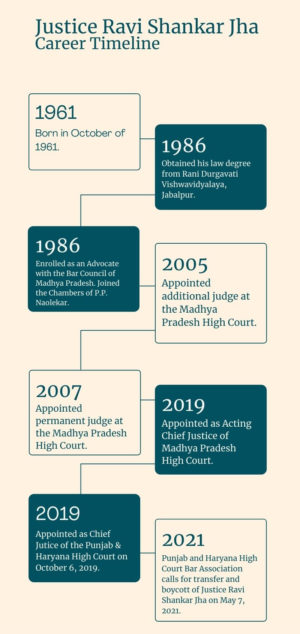 Justice Ravi Shankar Jha
Career Timeline
1961
Born in October of
1961.
1986
Obtained his law degree
from Rani Durgavati
Vishwavidyalaya,
Jabalpur.
1986
Enrolled as an Advocate
with the Bar Council of
Madhya Pradesh. Joined
the Chambers of P.P.
Naolekar.
2005
Appointed
additional judge at
the Madhya
Pradesh High Court.
2007
Appointed
permanent judge at
the Madhya Pradesh
High Court.
2019
Appointed as Acting
Chief Justice of
Madhya Pradesh
High Court.
2019
Appointed as Chief
Jutice of the Punjab &
Haryana High Court on
October 6, 2019.
2021
Punjab and Haryana High
Court Bar Association
calls for transfer and
boycott of Justice Ravi
Shankar Jha on May 7,
2021.